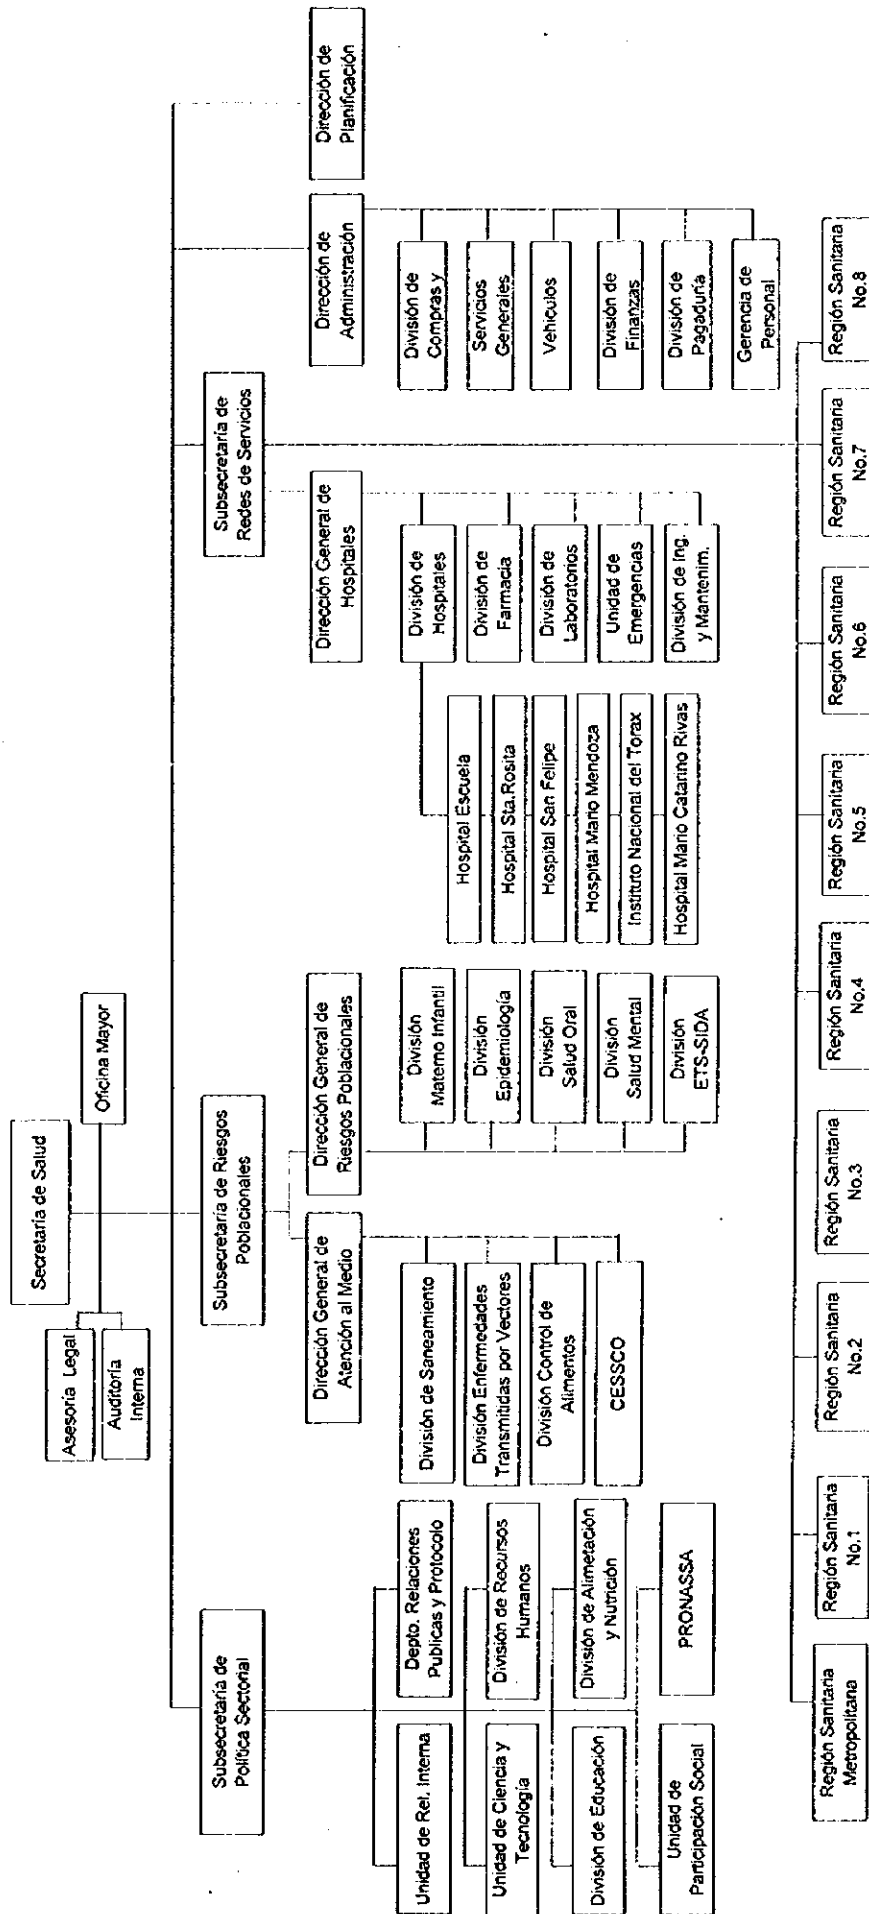 Secretaría de Salud
Asesoría Legal
Auditoría
Interna
Oficina Mayor
Subsecretaría de
Política Sectorial
Subsecretaría de Riesgos
Poblacionales
Subsecretaría de
Redes de Servicios
Dirección General de
Atención al Medio
Dirección General de
Riesgos Poblacionales
Dirección General de
Hospitales
Dirección de
Administración
Dirección de
Planificación
Unidad de Rel. Interna
Depto. Relaciones
Publicas y Protocolo
Unidad de Ciencia y
Tecnología
División de Recursos
Humanos
División de Educación
División de Alimetación
y Nutrición
Unidad de
Participación Social
PRONASSA
División de Saneamiento
División Enfermedades
Transmitidas por Vectores
División Control de
Alimentos
CESSCO
División
Materno Infantil
División
Epidemiología
División
Salud Oral
División
Salud Mental
División
ETS-SIDA
Hospital Escuela
Hospital Sta.Rosita
Hospital San Felipe
Hospital Mario Mendoza
Instituto Nacional del Torax
Hospital Mario Catarino Rivas
División de
Hospitales
División de
Farmacia
División de
Laboratorios
Unidad de
Emergencias
División de Ing.
y Mantenim.
División de
Compras y
Servicios
Generales
Vehiculos
División de
Finanzas
División de
Pagaduría
Gerencia de
Personal
Región Sanitaria
Metropolitana
Región Sanitaria
No.1
Región Sanitaria
No.2
Región Sanitaria
No.3
Región Sanitaria
No.4
Región Sanitaria
No.5
Región Sanitaria
No.6
Región Sanitaria
No.7
Región Sanitaria
No.8